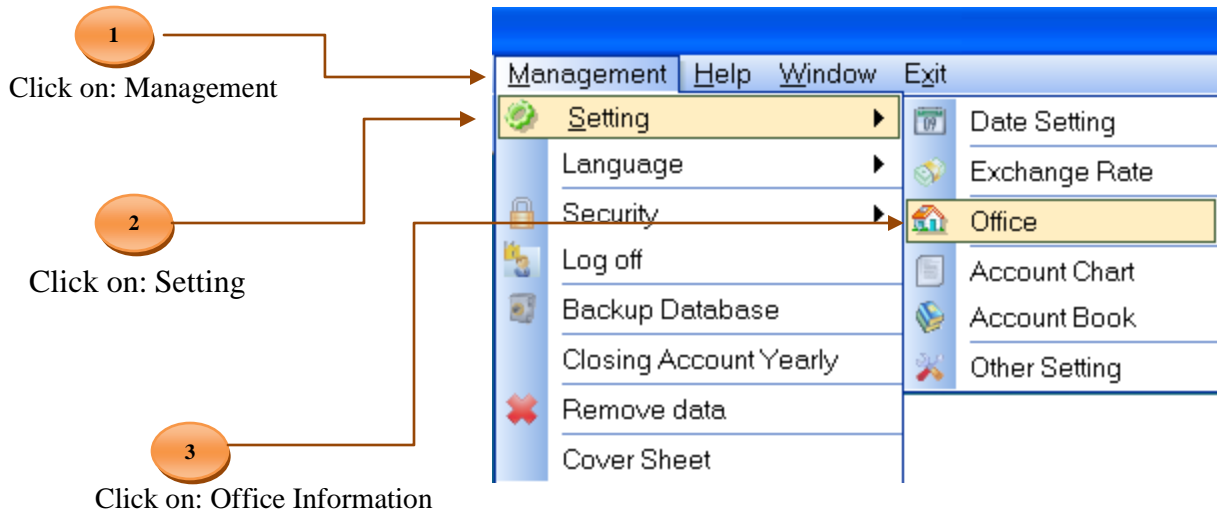 1
Click on: Management
2
Click on: Setting
3
Click on: Office Information
Management Help Window Exit
Setting
Language
Security
Log off
Backup Database
Closing Account Yearly
Remove data
Cover Sheet
Date Setting
Exchange Rate
Office
Account Chart
Account Book
Other Setting